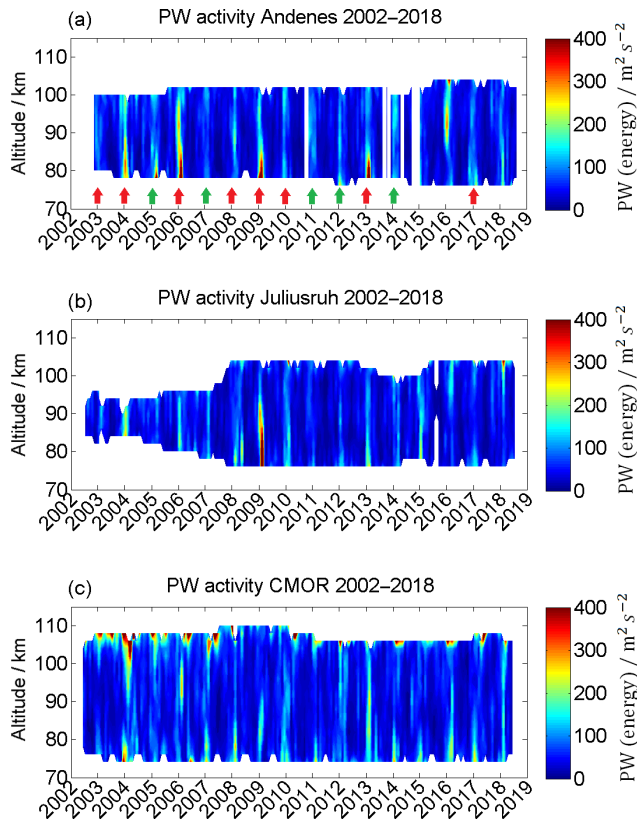 (a) PW activity Andenes 2002–2018
Altitude / km
110
100
90
80
70
2002 2003 2004 2005 2006 2007 2008 2009 2010 2011 2012 2013 2014 2015 2016 2017 2018 2019
400
300
200
100
0
PW (energy) / m² s⁻²
(b) PW activity Juliusruh 2002–2018
Altitude / km
110
100
90
80
70
2002 2003 2004 2005 2006 2007 2008 2009 2010 2011 2012 2013 2014 2015 2016 2017 2018 2019
400
300
200
100
0
PW (energy) / m² s⁻²
(c) PW activity CMOR 2002–2018
Altitude / km
110
100
90
80
70
2002 2003 2004 2005 2006 2007 2008 2009 2010 2011 2012 2013 2014 2015 2016 2017 2018 2019
400
300
200
100
0
PW (energy) / m² s⁻²